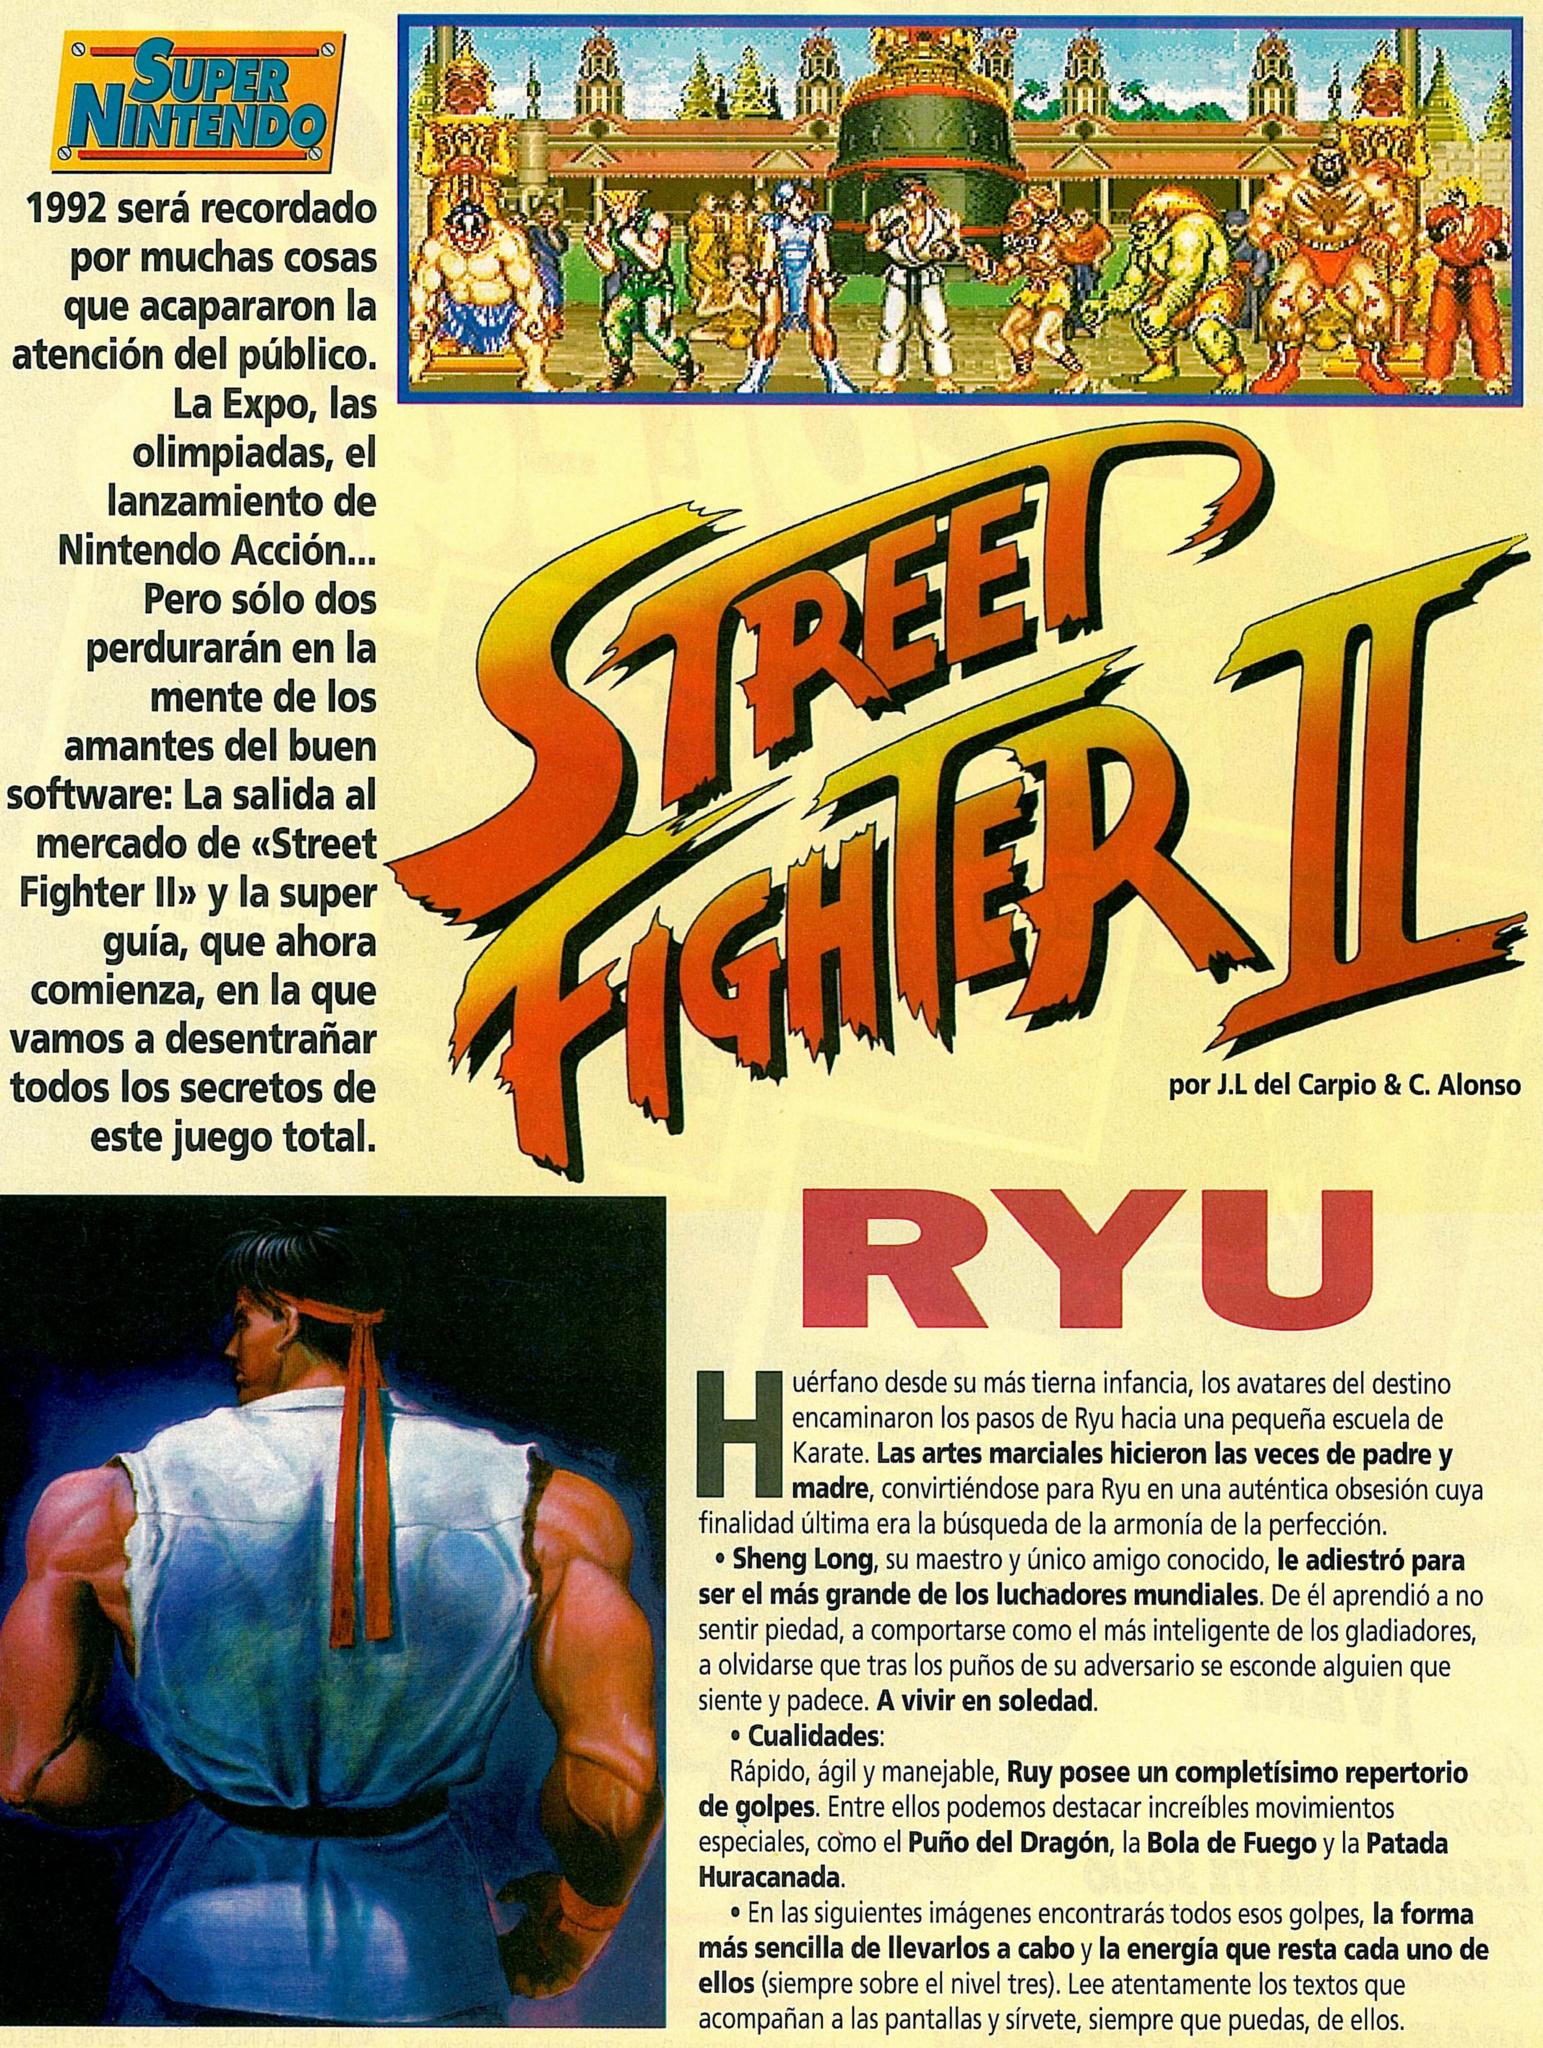 SUPER
NINTENDO
1992 será recordado
por muchas cosas
que acapararon la
atención del público.
La Expo, las
olimpiadas, el
lanzamiento de
Nintendo Acción...
Pero sólo dos
perdurarán en la
mente de los
amantes del buen
software: La salida al
mercado de «Street
Fighter II» y la super
guía, que ahora
comienza, en la que
vamos a desentrañar
todos los secretos de
este juego total.
STREET
FIGHTER II
por J.L del Carpio & C. Alonso
RYU
Huérfano desde su más tierna infancia, los avatares del destino
encaminaron los pasos de Ryu hacia una pequeña escuela de
Karate. Las artes marciales hicieron las veces de padre y
madre, convirtiéndose para Ryu en una auténtica obsesión cuya
finalidad última era la búsqueda de la armonía de la perfección.
• Sheng Long, su maestro y único amigo conocido, le adiestró para
ser el más grande de los luchadores mundiales. De él aprendió a no
sentir piedad, a comportarse como el más inteligente de los gladiadores,
a olvidarse que tras los puños de su adversario se esconde alguien que
siente y padece. A vivir en soledad.
• Cualidades:
Rápido, ágil y manejable, Ruy posee un completísimo repertorio
de golpes. Entre ellos podemos destacar increíbles movimientos
especiales, como el Puño del Dragón, la Bola de Fuego y la Patada
Huracanada.
• En las siguientes imágenes encontrarás todos esos golpes, la forma
más sencilla de llevarlos a cabo y la energía que resta cada uno de
ellos (siempre sobre el nivel tres). Lee atentamente los textos que
acompañan a las pantallas y sírvete, siempre que puedas, de ellos.